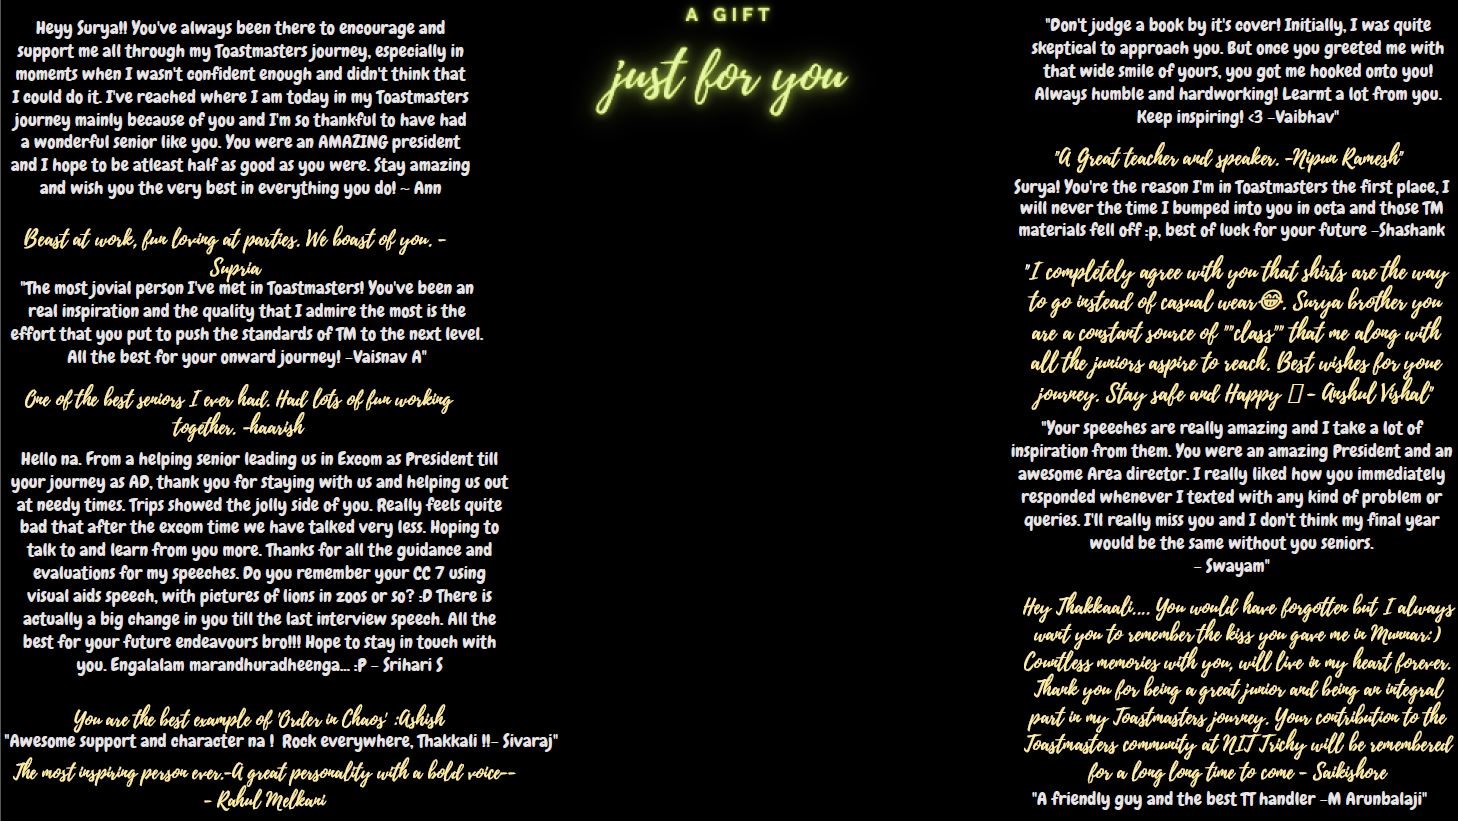 A GIFT
just for you
Heyy Surya!! You've always been there to encourage and
support me all through my Toastmasters journey, especially in
moments when I wasn't confident enough and didn't think that
I could do it. I've reached where I am today in my Toastmasters
journey mainly because of you and I'm so thankful to have had
a wonderful senior like you. You were an AMAZING president
and I hope to be atleast half as good as you were. Stay amazing
and wish you the very best in everything you do! ~ Ann
Beast at work, fun loving at parties. We boast of you. -
Supria
"The most jovial person I've met in Toastmasters! You've been an
real inspiration and the quality that I admire the most is the
effort that you put to push the standards of TM to the next level.
All the best for your onward journey! -Vaisnav A"
One of the best seniors I ever had. Had lots of fun working
together. -haarish
Hello na. From a helping senior leading us in Excom as President till
your journey as AD, thank you for staying with us and helping us out
at needy times. Trips showed the jolly side of you. Really feels quite
bad that after the excom time we have talked very less. Hoping to
talk to and learn from you more. Thanks for all the guidance and
evaluations for my speeches. Do you remember your CC 7 using
visual aids speech, with pictures of lions in zoos or so? :D There is
actually a big change in you till the last interview speech. All the
best for your future endeavours bro!!! Hope to stay in touch with
you. Engalalam marandhuradheenga... :P - Srihari S
You are the best example of 'Order in Chaos' :Ashish
"Awesome support and character na ! Rock everywhere, Thakkali !!- Sivaraj"
The most inspiring person ever.-A great personality with a bold voice--
- Rahul Melkani
"Don't judge a book by it's cover! Initially, I was quite
skeptical to approach you. But once you greeted me with
that wide smile of yours, you got me hooked onto you!
Always humble and hardworking! Learnt a lot from you.
Keep inspiring! <3 -Vaibhav"
"A Great teacher and speaker. -Nipun Ramesh"
Surya! You're the reason I'm in Toastmasters the first place, I
will never the time I bumped into you in octa and those TM
materials fell off :p, best of luck for your future -Shashank
"I completely agree with you that shirts are the way
to go instead of casual wear😂. Surya brother you
are a constant source of ""class"" that me along with
all the juniors aspire to reach. Best wishes for youe
journey. Stay safe and Happy - Anshul Vishal"
"Your speeches are really amazing and I take a lot of
inspiration from them. You were an amazing President and an
awesome Area director. I really liked how you immediately
responded whenever I texted with any kind of problem or
queries. I'll really miss you and I don't think my final year
would be the same without you seniors.
- Swayam"
Hey Thakkaali.... You would have forgotten but I always
want you to remember the kiss you gave me in Munnar:)
Countless memories with you, will live in my heart forever.
Thank you for being a great junior and being an integral
part in my Toastmasters journey. Your contribution to the
Toastmasters community at NIT Trichy will be remembered
for a long long time to come - Saikishore
"A friendly guy and the best TT handler -M Arunbalaji"